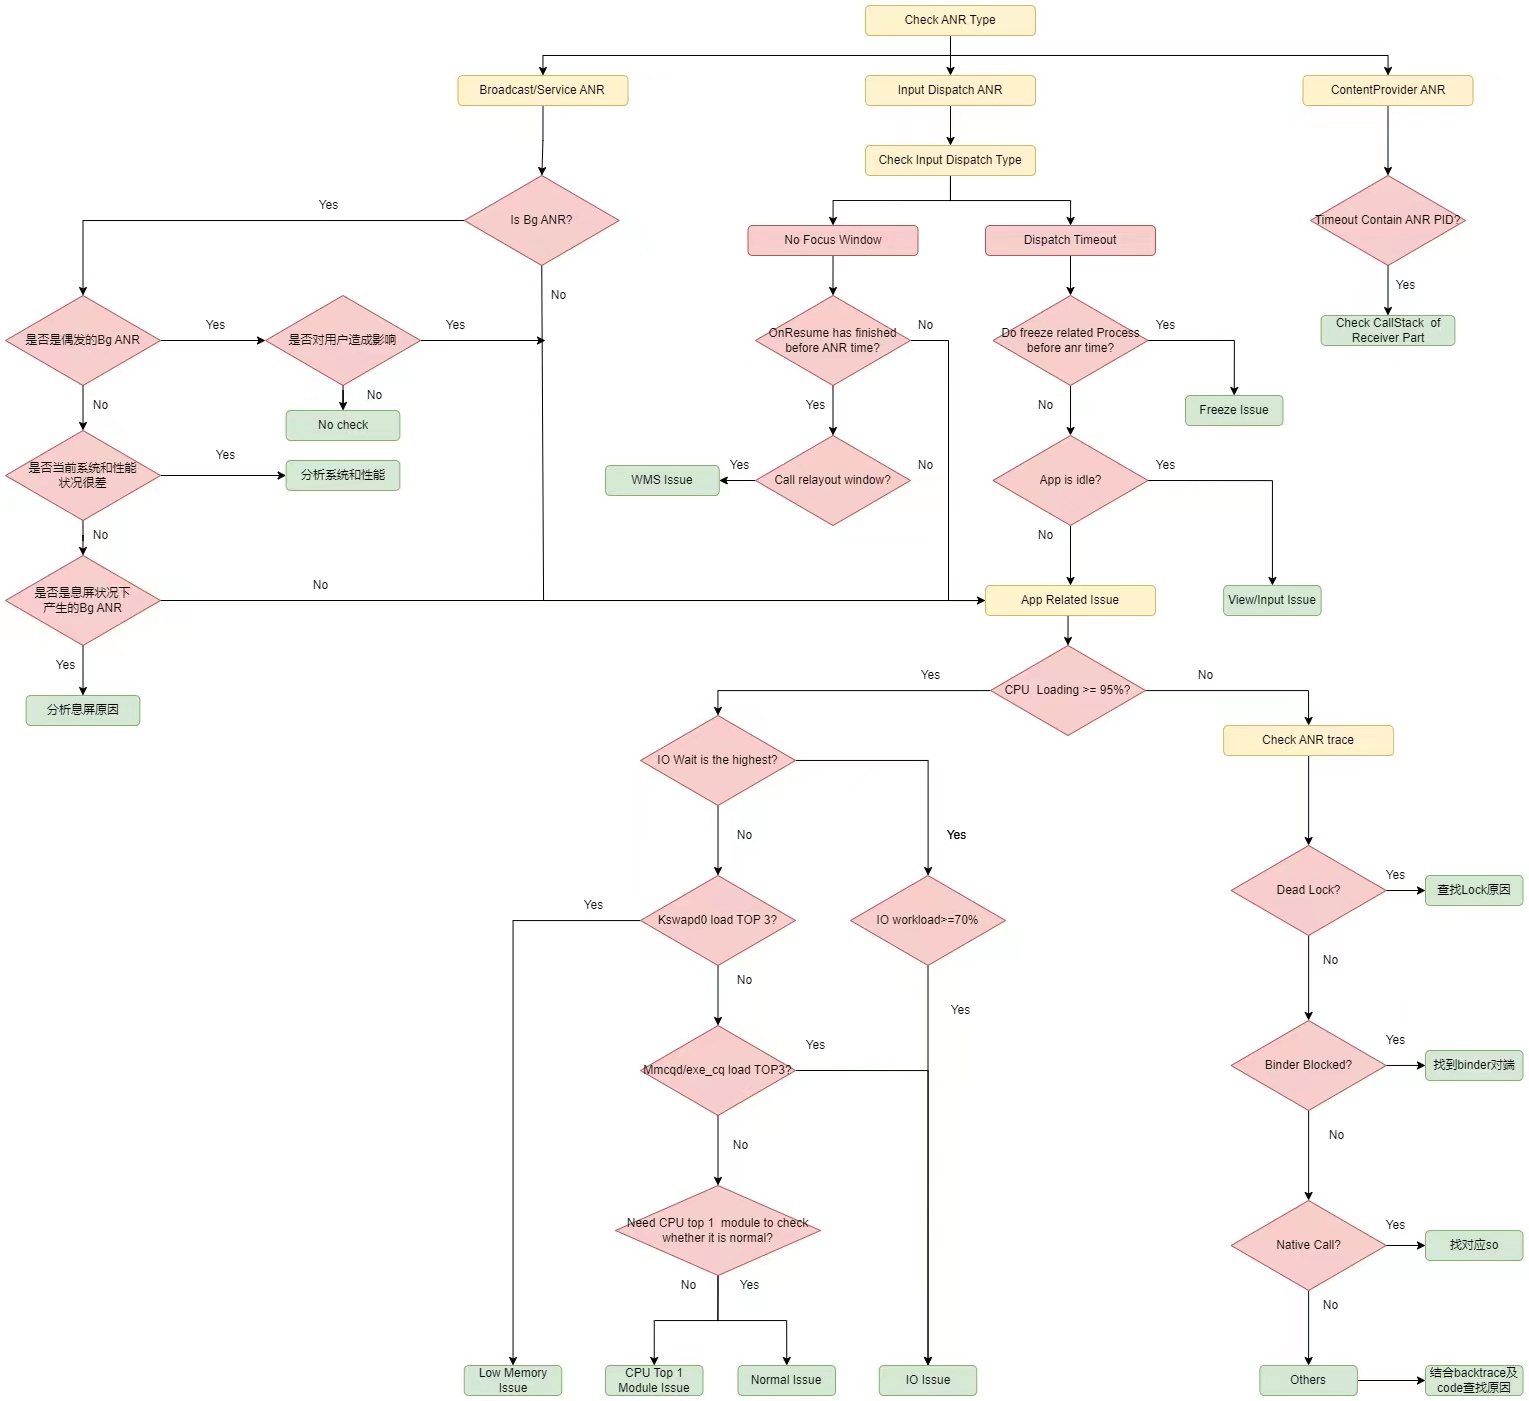 Check ANR Type
Broadcast/Service ANR
Input Dispatch ANR
ContentProvider ANR
Check Input Dispatch Type
Is Bg ANR?
Yes
No
No Focus Window
Dispatch Timeout
Timeout Contain ANR PID?
Yes
Check CallStack of
Receiver Part
是否是偶发的Bg ANR
Yes
是否对用户造成影响
Yes
No
No check
No
OnResume has finished
before ANR time?
No
Yes
Do freeze related Process
before anr time?
Yes
Freeze Issue
No
是否当前系统和性能
状况很差
Yes
分析系统和性能
No
WMS Issue
Yes
Call relayout window?
No
App is idle?
Yes
No
是否是息屏状况下
产生的Bg ANR
No
Yes
分析息屏原因
App Related Issue
View/Input Issue
CPU Loading >= 95%?
Yes
No
IO Wait is the highest?
No
Yes
Check ANR trace
Kswapd0 load TOP 3?
Yes
No
IO workload>=70%
Yes
Dead Lock?
Yes
查找Lock原因
No
Mmcqd/exe_cq load TOP3?
Yes
No
Binder Blocked?
Yes
找到binder对端
No
Need CPU top 1 module to check
whether it is normal?
No
Yes
Native Call?
Yes
找对应so
No
Low Memory
Issue
CPU Top 1
Module Issue
Normal Issue
IO Issue
Others
结合backtrace及
code查找原因